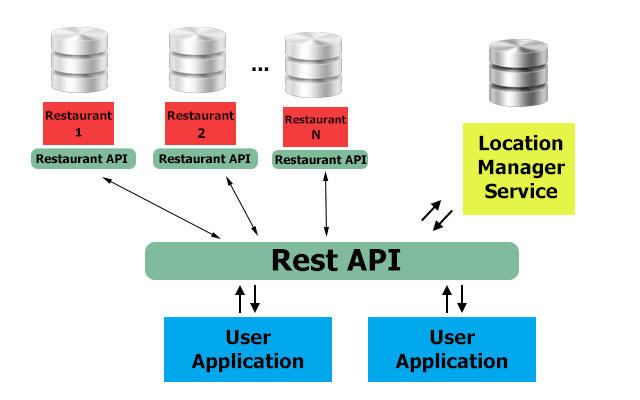 ...
Restaurant
1
Restaurant
2
Restaurant
N
Restaurant API
Restaurant API
Restaurant API
Location
Manager
Service
Rest API
User
Application
User
Application